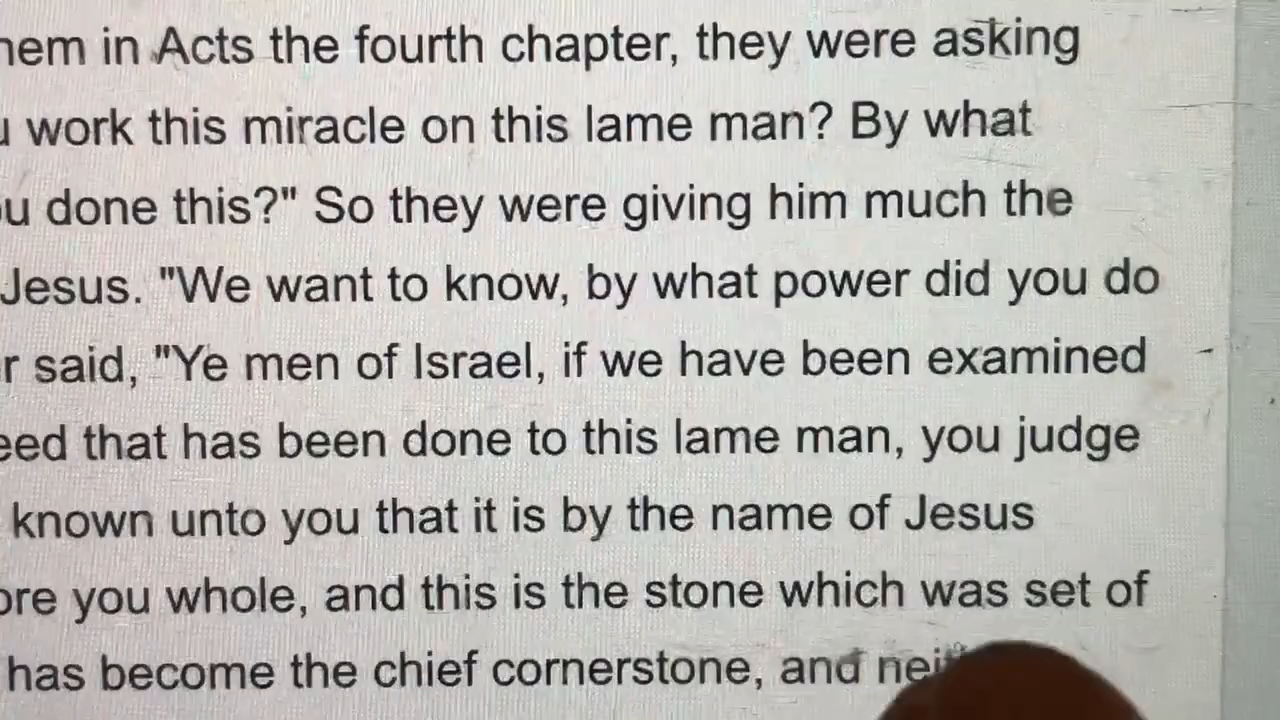 in Acts the fourth chapter, they were asking
work this miracle on this lame man? By what
done this?" So they were giving him much the
Jesus. "We want to know, by what power did you do
said, "Ye men of Israel, if we have been examined
that has been done to this lame man, you judge
known unto you that it is by the name of Jesus
you whole, and this is the stone which was set of
has become the chief cornerstone, and